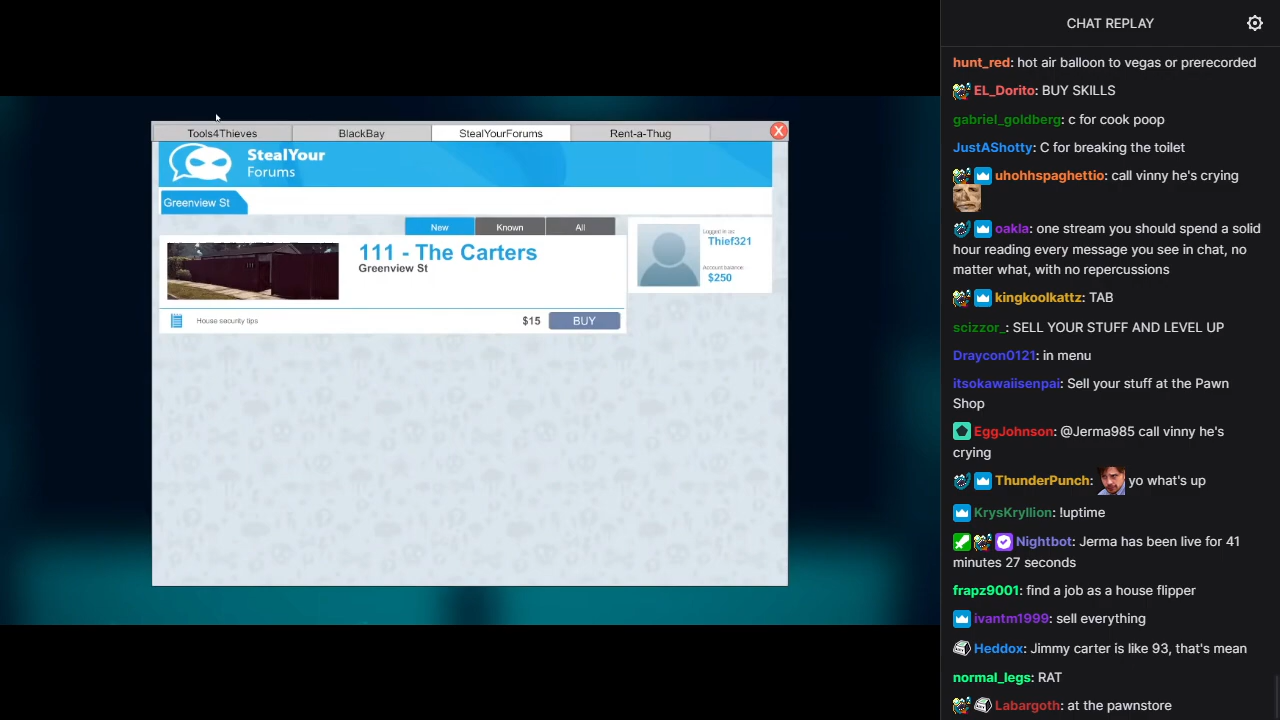 Tools4Thieves
BlackBay
StealYourForums
Rent-a-Thug
X
StealYour
Forums
Greenview St
New
Known
All
111 - The Carters
Greenview St
House security tips
$15
BUY
Logged in as:
Thief321
Account balance:
$250
CHAT REPLAY
hunt_red: hot air balloon to vegas or prerecorded
EL_Dorito: BUY SKILLS
gabriel_goldberg: c for cook poop
JustAShotty: C for breaking the toilet
uhohhspaghettio: call vinny he's crying
oakla: one stream you should spend a solid
hour reading every message you see in chat, no
matter what, with no repercussions
kingkoolkattz: TAB
scizzor_: SELL YOUR STUFF AND LEVEL UP
Draycon0121: in menu
itsokawaiisenpai: Sell your stuff at the Pawn
Shop
EggJohnson: @Jerma985 call vinny he's
crying
ThunderPunch: yo what's up
KrysKryllion: !uptime
Nightbot: Jerma has been live for 41
minutes 27 seconds
frapz9001: find a job as a house flipper
ivantm1999: sell everything
Heddox: Jimmy carter is like 93, that's mean
normal_legs: RAT
Labargoth: at the pawnstore